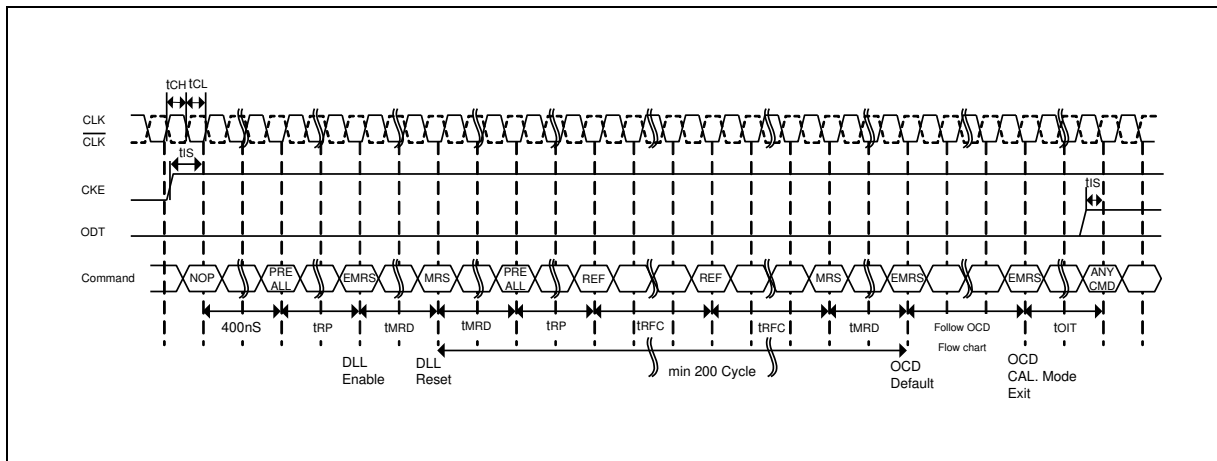 tCH tCL
CLK
CLK
tIS
CKE
tIS
ODT
Command
NOP
PRE
ALL
EMRS
MRS
PRE
ALL
REF
REF
MRS
EMRS
EMRS
ANY
CMD
400nS
tRP
tMRD
tMRD
tRP
tRFC
tRFC
tMRD
Follow OCD
Flow chart
tOIT
DLL
Enable
DLL
Reset
min 200 Cycle
OCD
Default
OCD
CAL. Mode
Exit